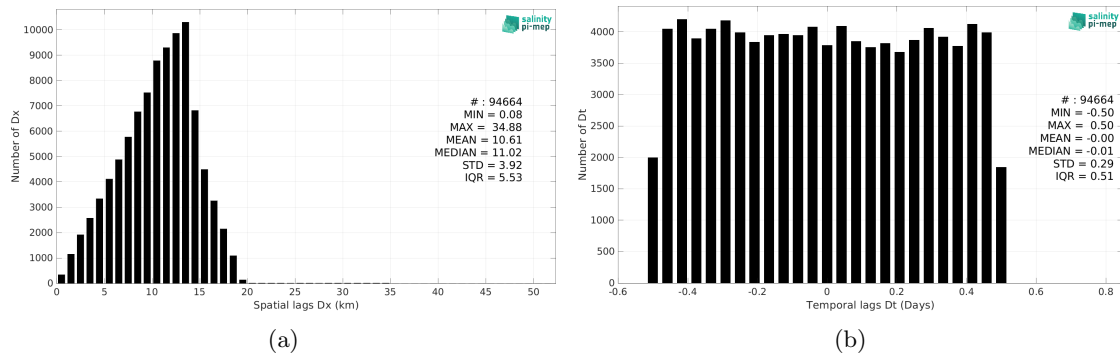 salinity
pi-mep
10000
9000
8000
7000
6000
5000
4000
3000
2000
1000
0
Number of Dx
# : 94664
MIN = 0.08
MAX = 34.88
MEAN = 10.61
MEDIAN = 11.02
STD = 3.92
IQR = 5.53
0 5 10 15 20 25 30 35 40 45 50
Spatial lags Dx (km)
(a)
salinity
pi-mep
4000
3500
3000
2500
2000
1500
1000
500
0
Number of Dt
# : 94664
MIN = -0.50
MAX = 0.50
MEAN = -0.00
MEDIAN = -0.01
STD = 0.29
IQR = 0.51
-0.6 -0.4 -0.2 0 0.2 0.4 0.6 0.8
Temporal lags Dt (Days)
(b)